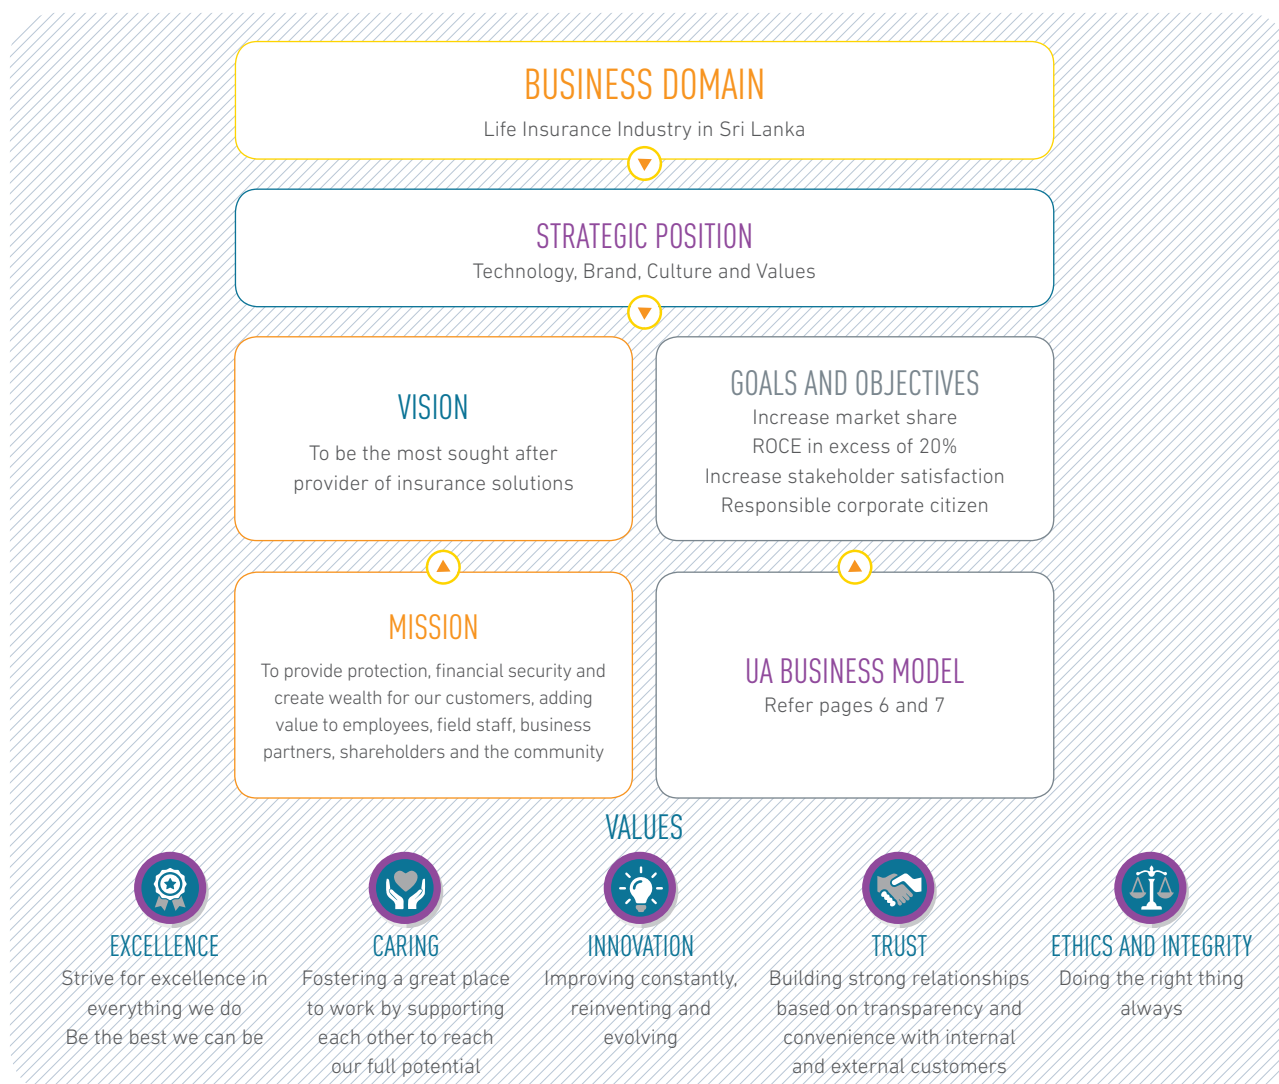 BUSINESS DOMAIN
Life Insurance Industry in Sri Lanka
STRATEGIC POSITION
Technology, Brand, Culture and Values
VISION
To be the most sought after
provider of insurance solutions
GOALS AND OBJECTIVES
Increase market share
ROCE in excess of 20%
Increase stakeholder satisfaction
Responsible corporate citizen
MISSION
To provide protection, financial security and
create wealth for our customers, adding
value to employees, field staff, business
partners, shareholders and the community
UA BUSINESS MODEL
Refer pages 6 and 7
VALUES
EXCELLENCE
Strive for excellence in
everything we do
Be the best we can be
CARING
Fostering a great place
to work by supporting
each other to reach
our full potential
INNOVATION
Improving constantly,
reinventing and
evolving
TRUST
Building strong relationships
based on transparency and
convenience with internal
and external customers
ETHICS AND INTEGRITY
Doing the right thing
always